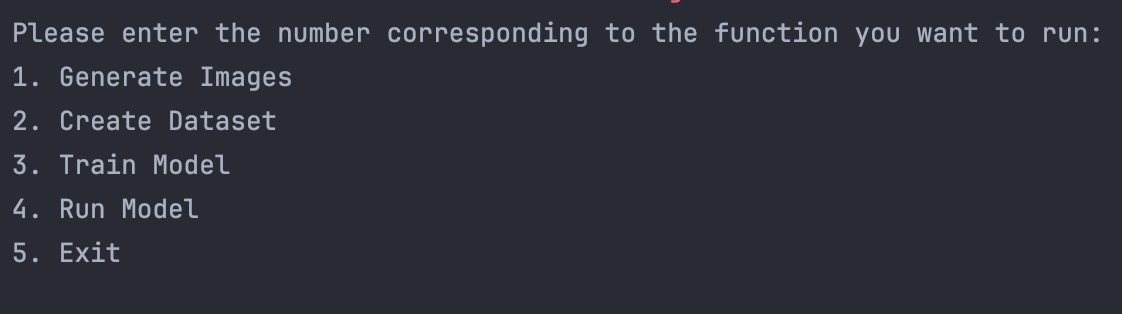 Please enter the number corresponding to the function you want to run:
1. Generate Images
2. Create Dataset
3. Train Model
4. Run Model
5. Exit